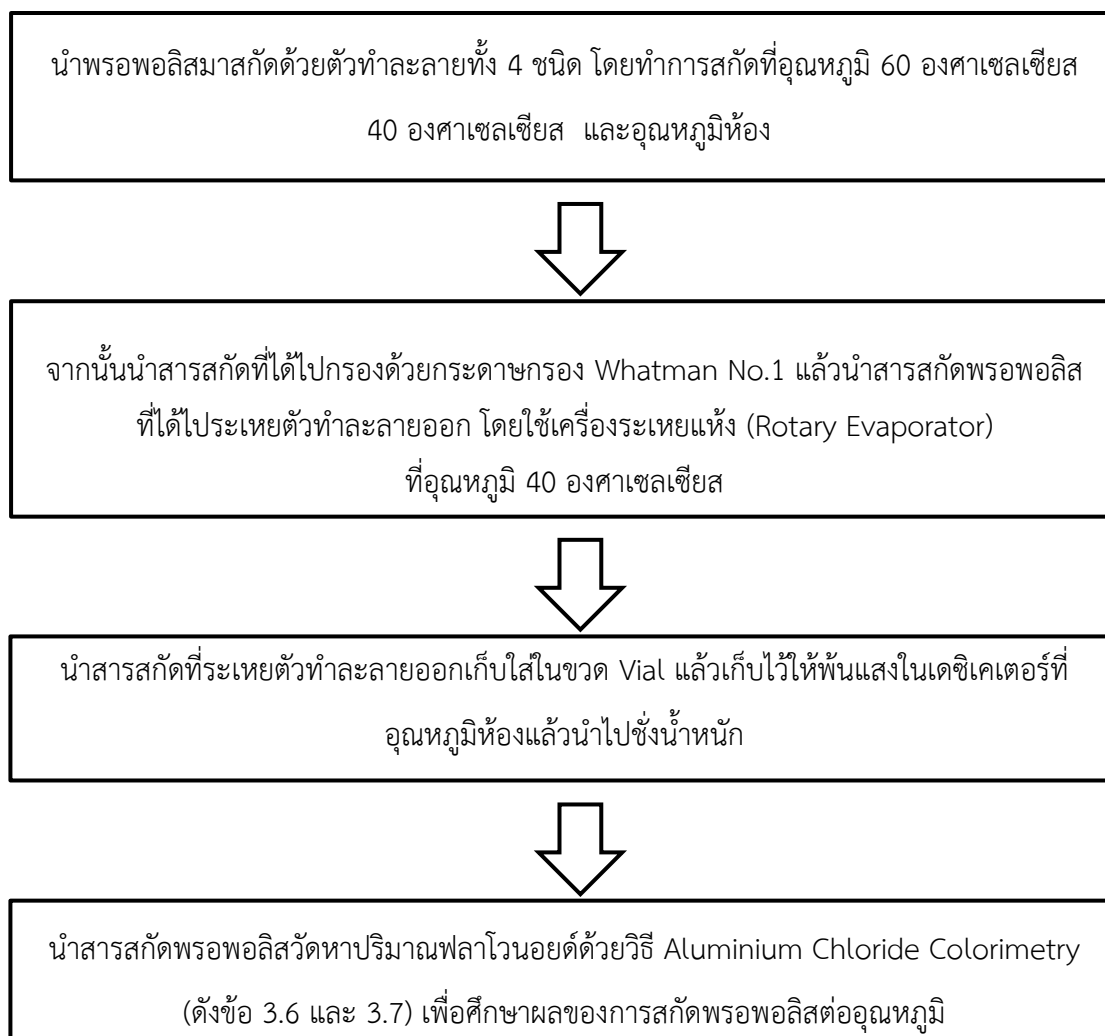 นำพรอพอลิสมาสกัดด้วยตัวทำละลายทั้ง 4 ชนิด โดยทำการสกัดที่อุณหภูมิ 60 องศาเซลเซียส
40 องศาเซลเซียส และอุณหภูมิห้อง
จากนั้นนำสารสกัดที่ได้ไปกรองด้วยกระดาษกรอง Whatman No.1 แล้วนำสารสกัดพรอพอลิส
ที่ได้ไประเหยตัวทำละลายออก โดยใช้เครื่องระเหยแห้ง (Rotary Evaporator)
ที่อุณหภูมิ 40 องศาเซลเซียส
นำสารสกัดที่ระเหยตัวทำละลายออกเก็บใส่ในขวด Vial แล้วเก็บไว้ให้พ้นแสงในเดซิเคเตอร์ที่
อุณหภูมิห้องแล้วนำไปชั่งน้ำหนัก
นำสารสกัดพรอพอลิสวัดหาปริมาณฟลาโวนอยด์ด้วยวิธี Aluminium Chloride Colorimetry
(ดังข้อ 3.6 และ 3.7) เพื่อศึกษาผลของการสกัดพรอพอลิสต่ออุณหภูมิ